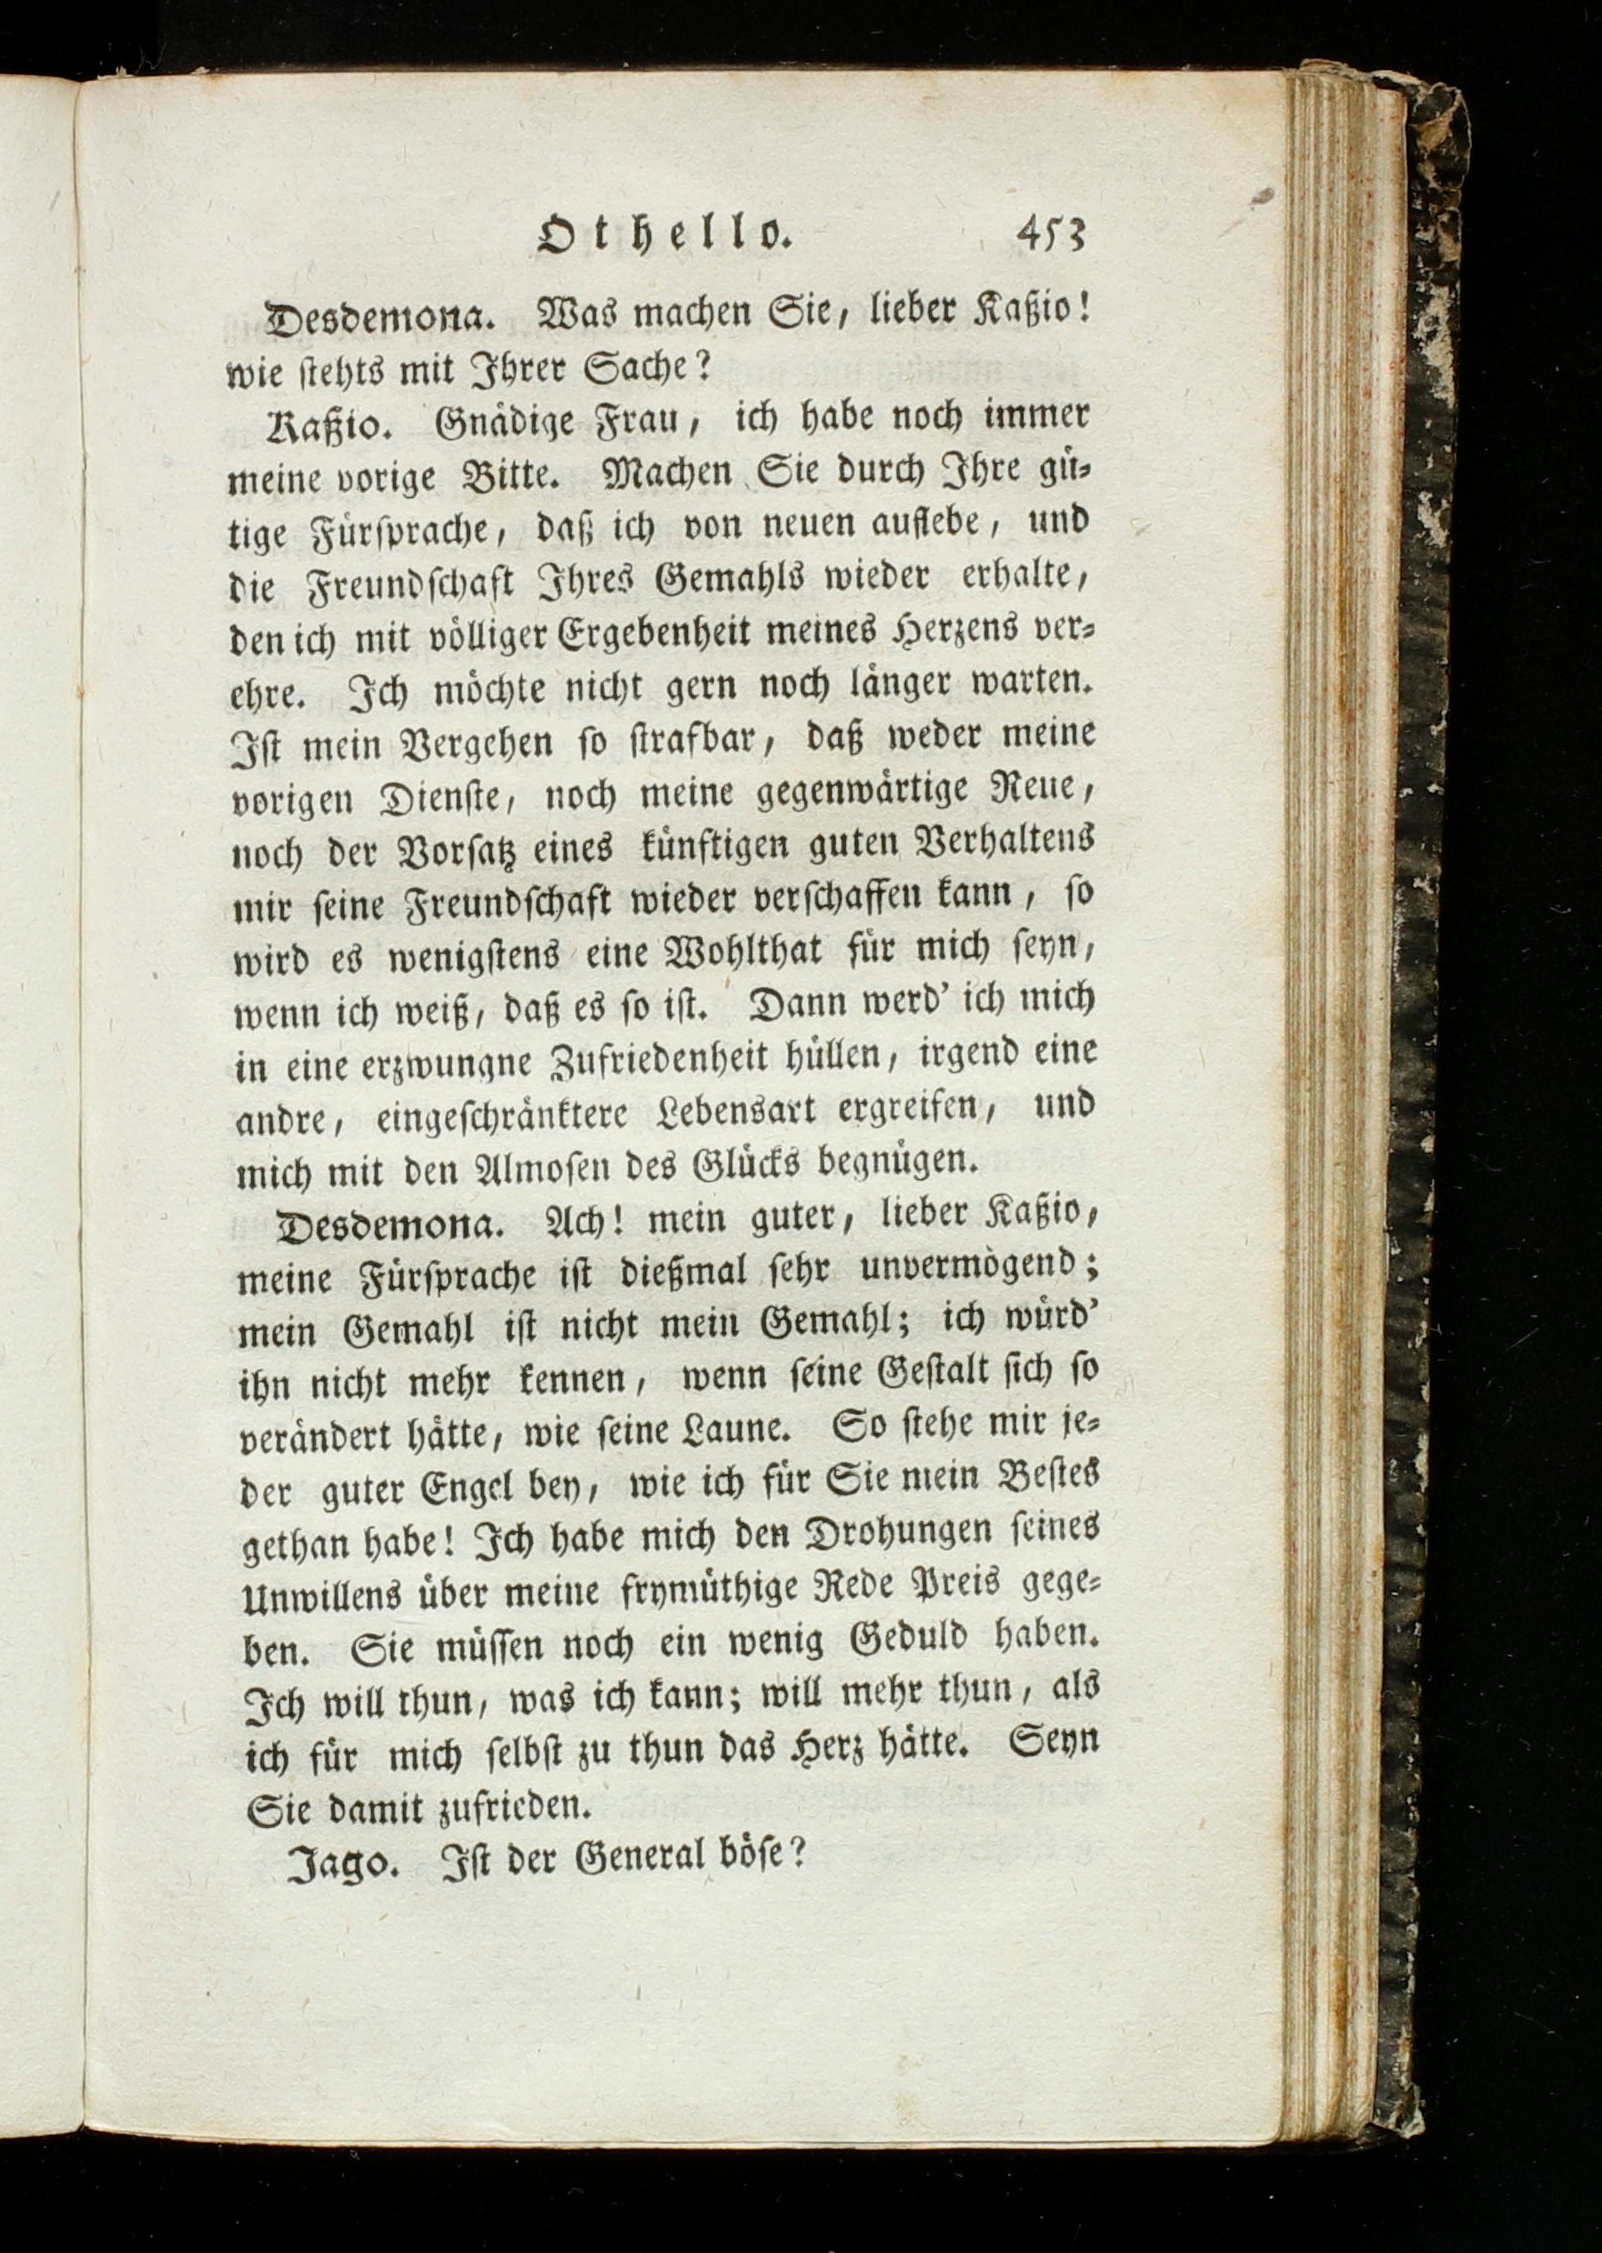 Othello. 453
Desdemona. Was machen Sie, lieber Kaßio!
wie ſtehts mit Ihrer Sache?
Kaßio. Gnädige Frau, ich habe noch immer
meine vorige Bitte. Machen Sie durch Ihre gü⸗
tige Fürſprache, daß ich von neuen auflebe, und
die Freundſchaft Ihres Gemahls wieder erhalte,
den ich mit völliger Ergebenheit meines Herzens ver⸗
ehre. Ich möchte nicht gern noch länger warten.
Iſt mein Vergehen ſo ſtrafbar, daß weder meine
vorigen Dienſte, noch meine gegenwärtige Reue,
noch der Vorſatz eines künftigen guten Verhaltens
mir ſeine Freundſchaft wieder verſchaffen kann, ſo
wird es wenigſtens eine Wohlthat für mich ſeyn,
wenn ich weiß, daß es ſo iſt. Dann werd' ich mich
in eine erzwungne Zufriedenheit hüllen, irgend eine
andre, eingeſchränktere Lebensart ergreifen, und
mich mit den Almoſen des Glücks begnügen.
Desdemona. Ach! mein guter, lieber Kaßio,
meine Fürſprache iſt dießmal ſehr unvermögend;
mein Gemahl iſt nicht mein Gemahl; ich würd'
ihn nicht mehr kennen, wenn ſeine Geſtalt ſich ſo
verändert hätte, wie ſeine Laune. So ſtehe mir je⸗
der guter Engel bey, wie ich für Sie mein Beſtes
gethan habe! Ich habe mich den Drohungen ſeines
Unwillens über meine frymüthige Rede Preis gege⸗
ben. Sie müſſen noch ein wenig Geduld haben.
Ich will thun, was ich kann; will mehr thun, als
ich für mich ſelbſt zu thun das Herz hätte. Seyn
Sie damit zufrieden.
Jago. Iſt der General böſe?